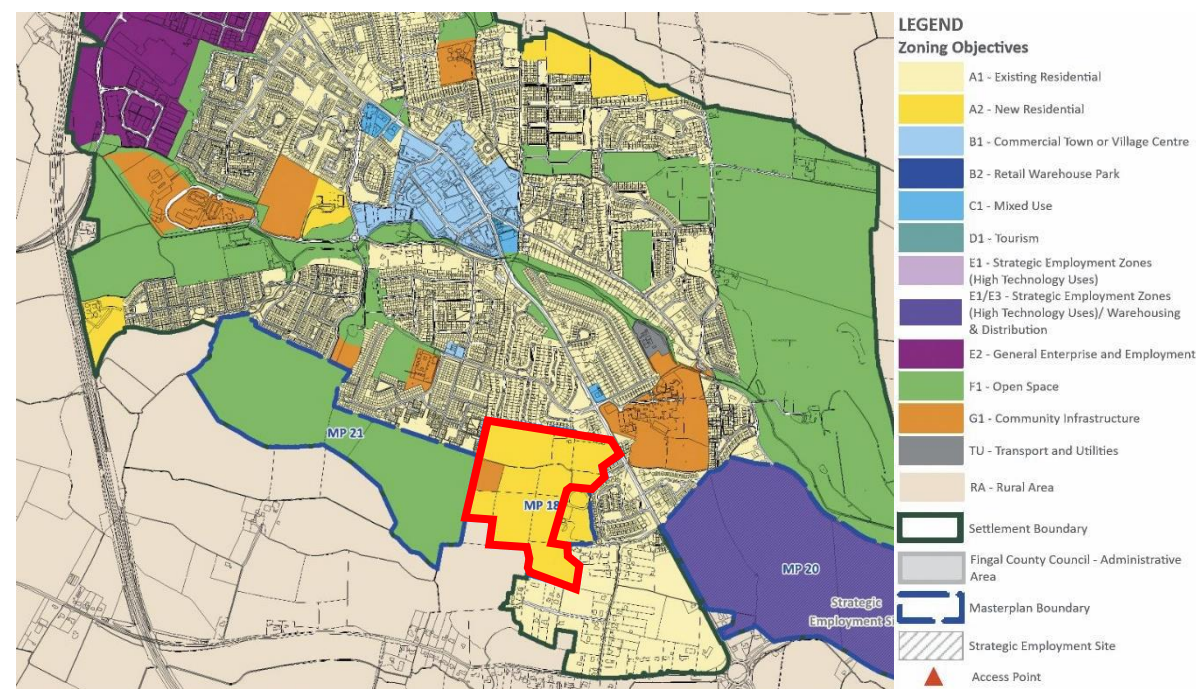 LEGEND
Zoning Objectives
A1 - Existing Residential
A2 - New Residential
B1 - Commercial Town or Village Centre
B2 - Retail Warehouse Park
C1 - Mixed Use
D1 - Tourism
E1 - Strategic Employment Zones
(High Technology Uses)
E1/E3 - Strategic Employment Zones
(High Technology Uses)/ Warehousing
& Distribution
E2 - General Enterprise and Employment
F1 - Open Space
G1 - Community Infrastructure
TU - Transport and Utilities
RA - Rural Area
Settlement Boundary
Fingal County Council - Administrative
Area
Masterplan Boundary
Strategic Employment Site
Access Point
MP 21
MP 18
MP 20
Strategic
Employment Si